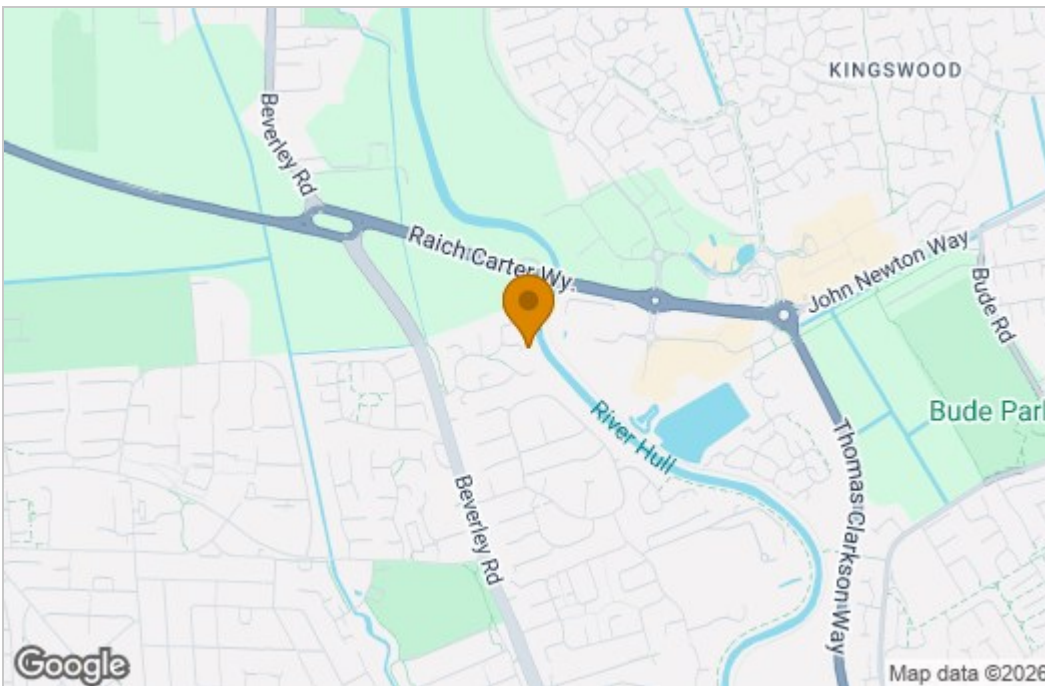 KINGSWOOD
Beverley Rd
Raich Carter Wy.
John Newton Way
Bude Rd
River Hull
Bude Park
Thomas Clarkson Way
Beverley Rd
Google
Map data ©2026